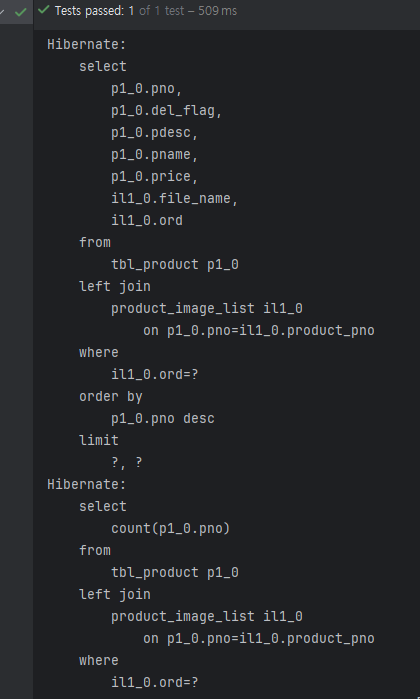 Tests passed: 1 of 1 test – 509 ms
Hibernate:
    select
        p1_0.pno,
        p1_0.del_flag,
        p1_0.pdesc,
        p1_0.pname,
        p1_0.price,
        il1_0.file_name,
        il1_0.ord
    from
        tbl_product p1_0
    left join
        product_image_list il1_0
            on p1_0.pno=il1_0.product_pno
    where
        il1_0.ord=?
    order by
        p1_0.pno desc
    limit
        ?, ?
Hibernate:
    select
        count(p1_0.pno)
    from
        tbl_product p1_0
    left join
        product_image_list il1_0
            on p1_0.pno=il1_0.product_pno
    where
        il1_0.ord=?